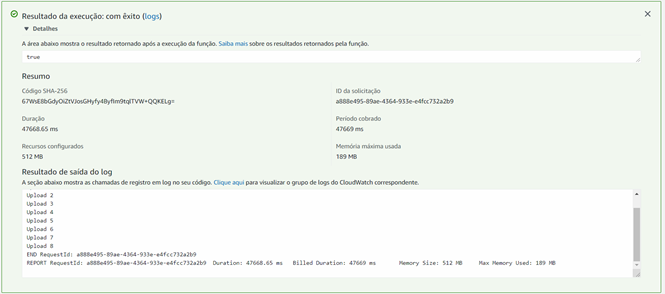 Resultado da execução: com êxito (logs)
Detalhes
A área abaixo mostra o resultado retornado após a execução da função. Saiba mais sobre os resultados retornados pela função.
true
Resumo
Código SHA-256
ID da solicitação
a888e495-89ae-4364-933e-e4fcc732a2b9
Duração
Período cobrado
47668.65 ms
47669 ms
Recursos configurados
Memória máxima usada
512 MB
189 MB
Resultado de saída do log
A seção abaixo mostra as chamadas de registro em log no seu código. Clique aqui para visualizar o grupo de logs do CloudWatch correspondente.
Upload 2
Upload 3
Upload 4
Upload 5
Upload 6
Upload 7
Upload 8
END RequestId: a888e495-89ae-4364-933e-e4fcc732a2b9
REPORT RequestId: a888e495-89ae-4364-933e-e4fcc732a2b9 Duration: 47668.65 ms Billed Duration: 47669 ms Memory Size: 512 MB Max Memory Used: 189 MB